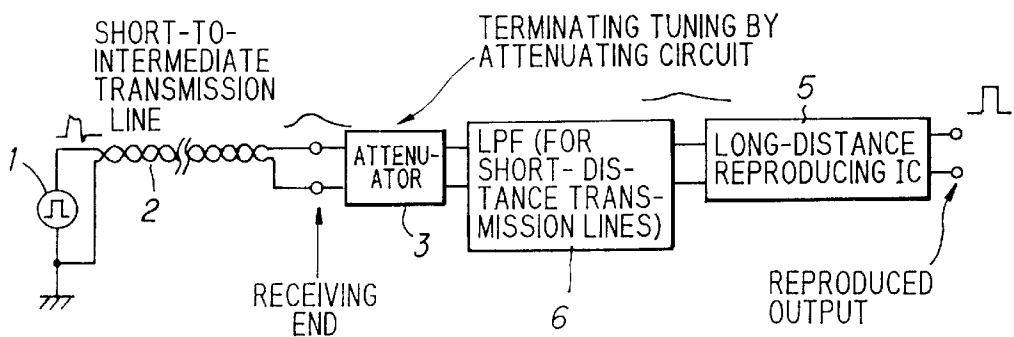 SHORT-TO-
INTERMEDIATE
TRANSMISSION
LINE
TERMINATING TUNING BY
ATTENUATING CIRCUIT
1
2
ATTENU-
ATOR
3
LPF (FOR
SHORT- DIS-
TANCE TRANS-
MISSION LINES)
6
5
LONG-DISTANCE
REPRODUCING IC
RECEIVING
END
REPRODUCED
OUTPUT